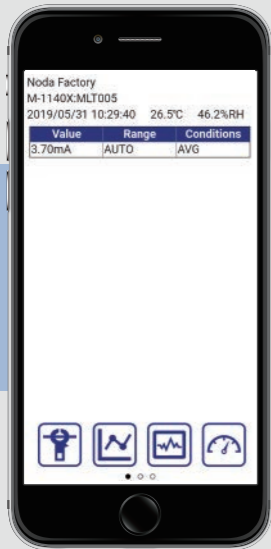 Noda Factory
M-1140X:MLT005
2019/05/31 10:29:40 26.5℃ 46.2%RH
Value Range Conditions
3.70mA AUTO AVG